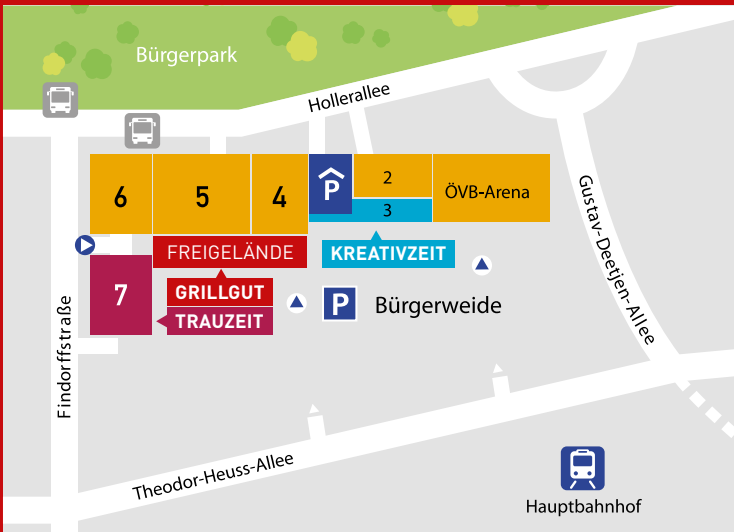 Bürgerpark
Hollerallee
6
5
4
P
2
3
ÖVB-Arena
Gustav-Deetjen-Allee
FREIGELÄNDE
KREATIVZEIT
7
GRILLGUT
TRAUZEIT
P
Bürgerweide
Findorffstraße
Theodor-Heuss-Allee
Hauptbahnhof